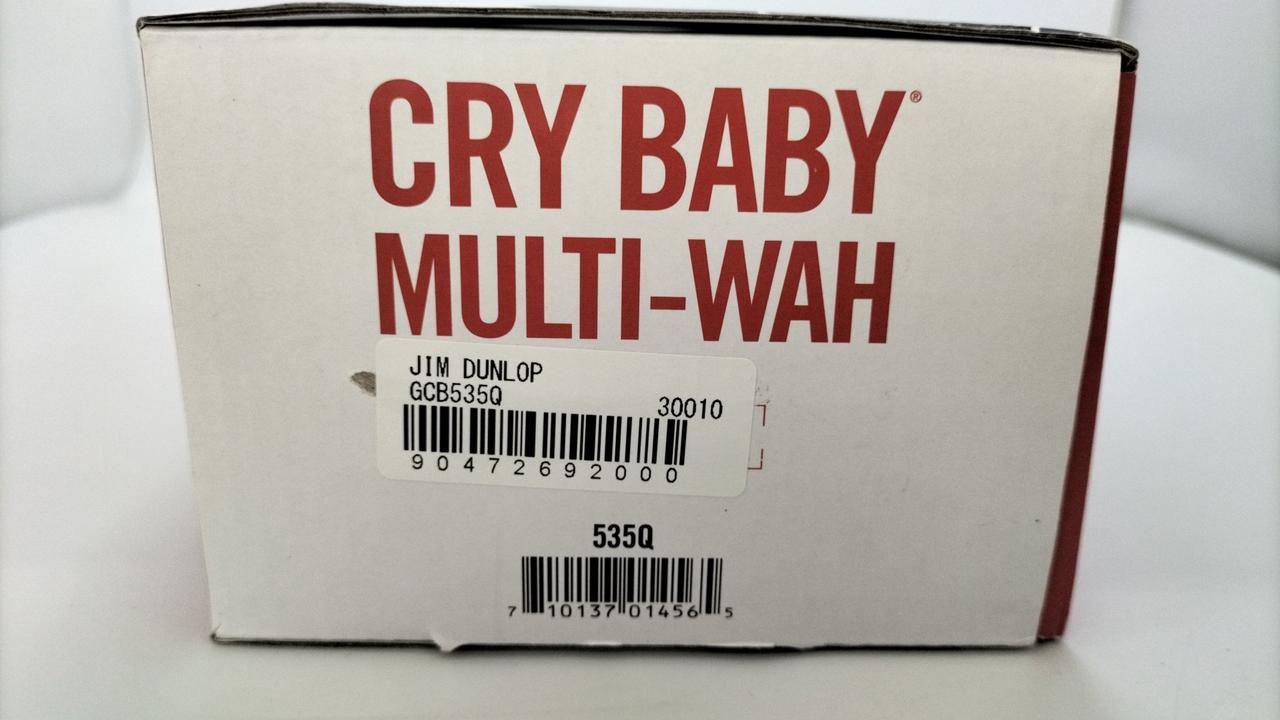 CRY BABY®
MULTI-WAH
JIM DUNLOP
GCB535Q 30010
90472692000
535Q
7 10137 01456 5